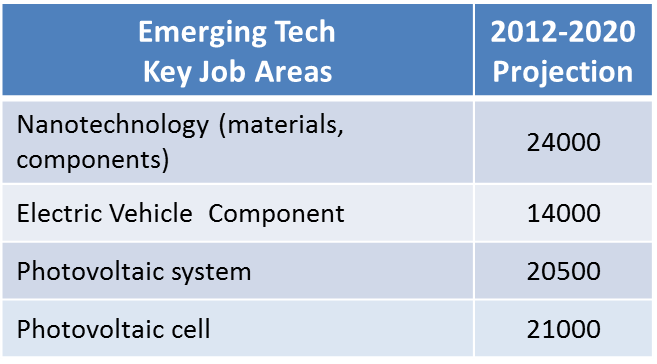 Emerging Tech
Key Job Areas
2012-2020
Projection
Nanotechnology (materials,
components)
24000
Electric Vehicle  Component
14000
Photovoltaic system
20500
Photovoltaic cell
21000